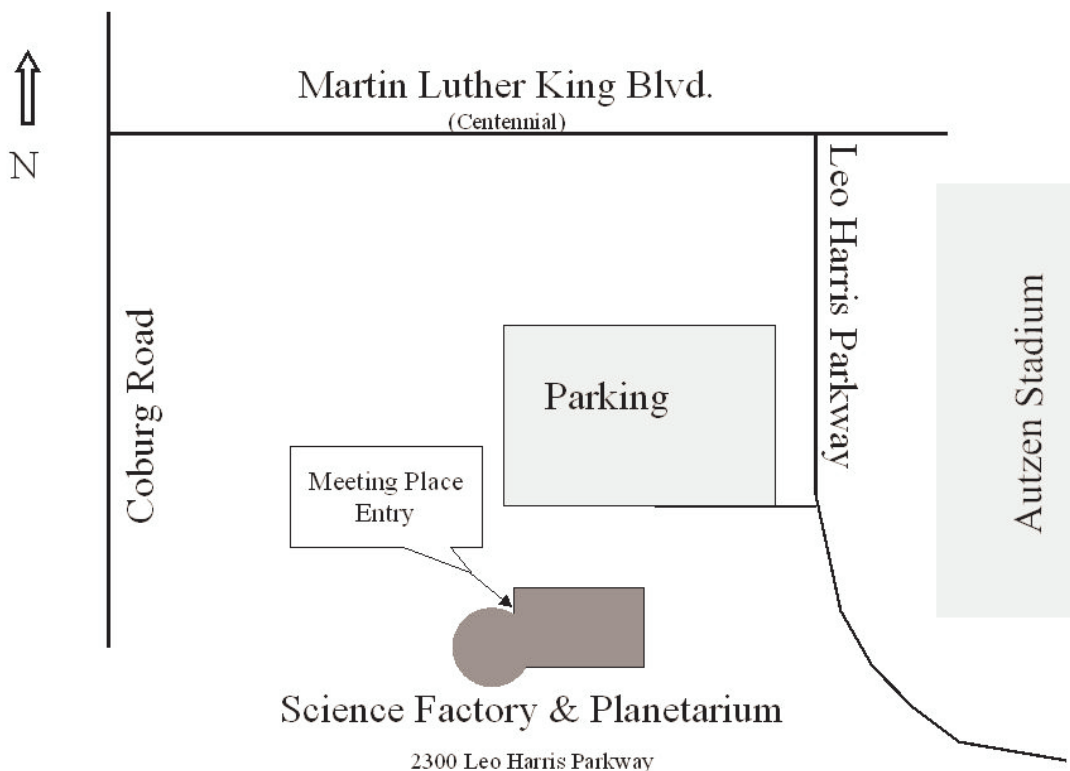 Martin Luther King Blvd.
(Centennial)
N
Leo Harris Parkway
Coburg Road
Parking
Autzen Stadium
Meeting Place
Entry
Science Factory & Planetarium
2300 Leo Harris Parkway